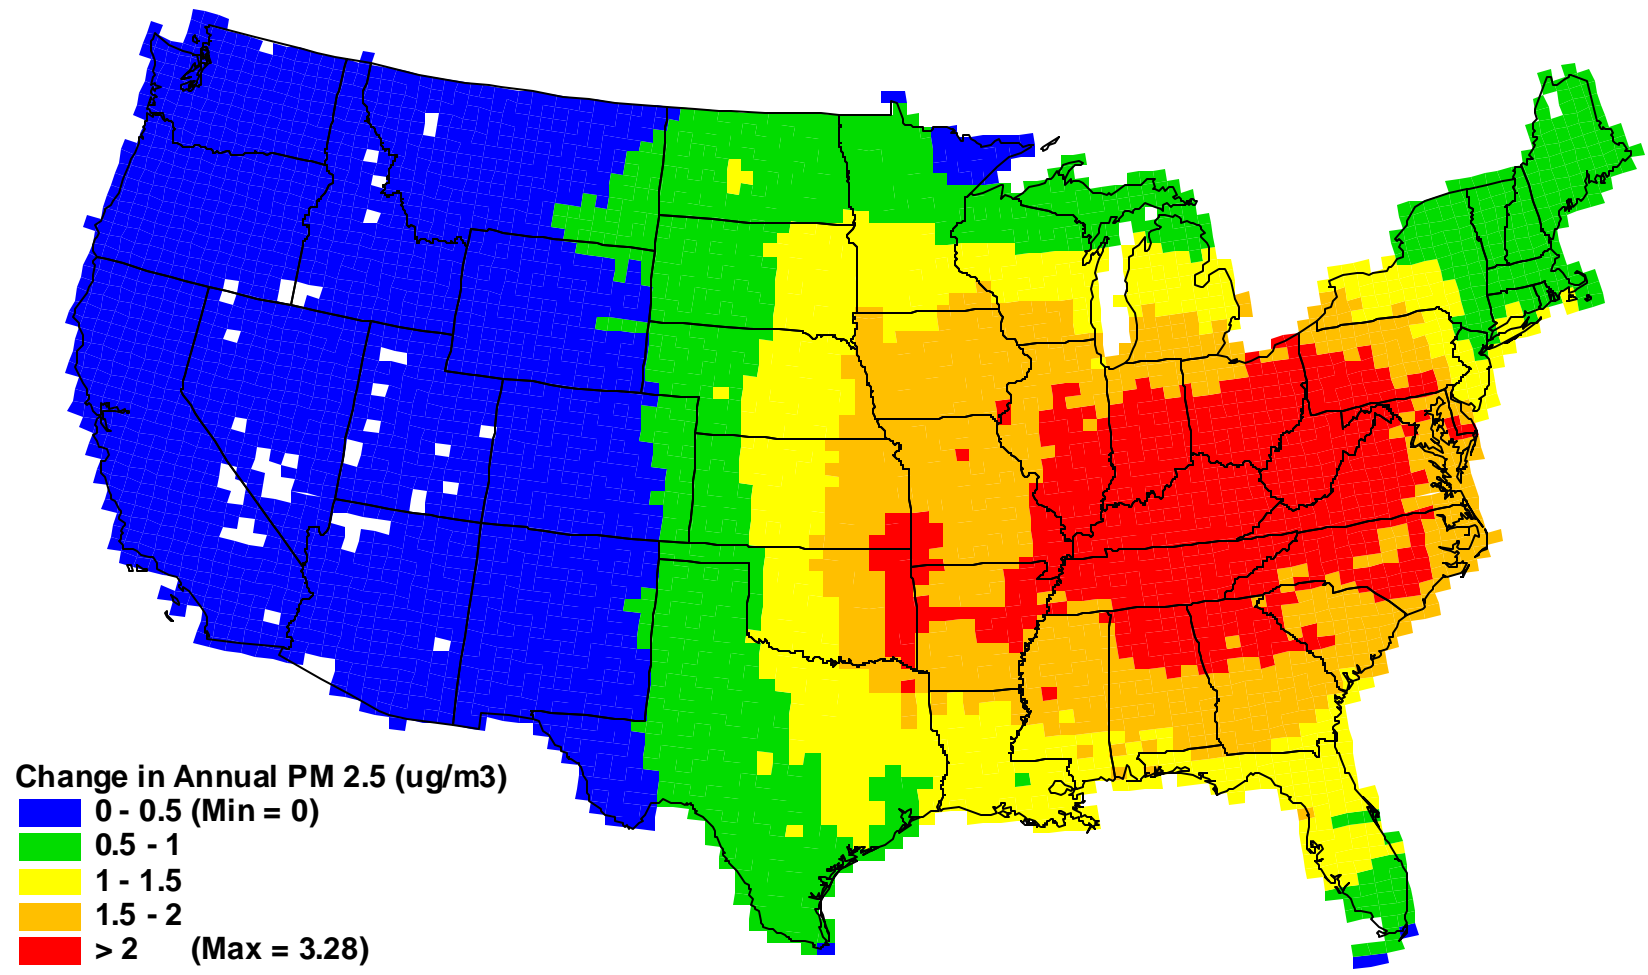 Change in Annual PM 2.5 (ug/m3)
0 - 0.5 (Min = 0)
0.5 - 1
1 - 1.5
1.5 - 2
> 2 (Max = 3.28)